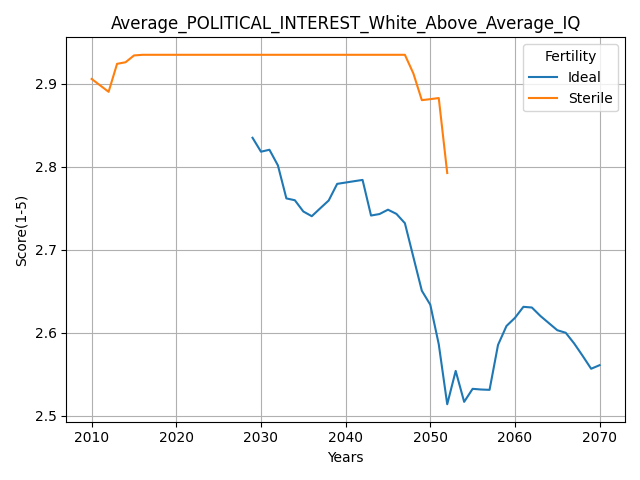 Average_POLITICAL_INTEREST_White_Above_Average_IQ
Fertility
Ideal
Sterile
Score(1-5)
2.9
2.8
2.7
2.6
2.5
2010 2020 2030 2040 2050 2060 2070
Years